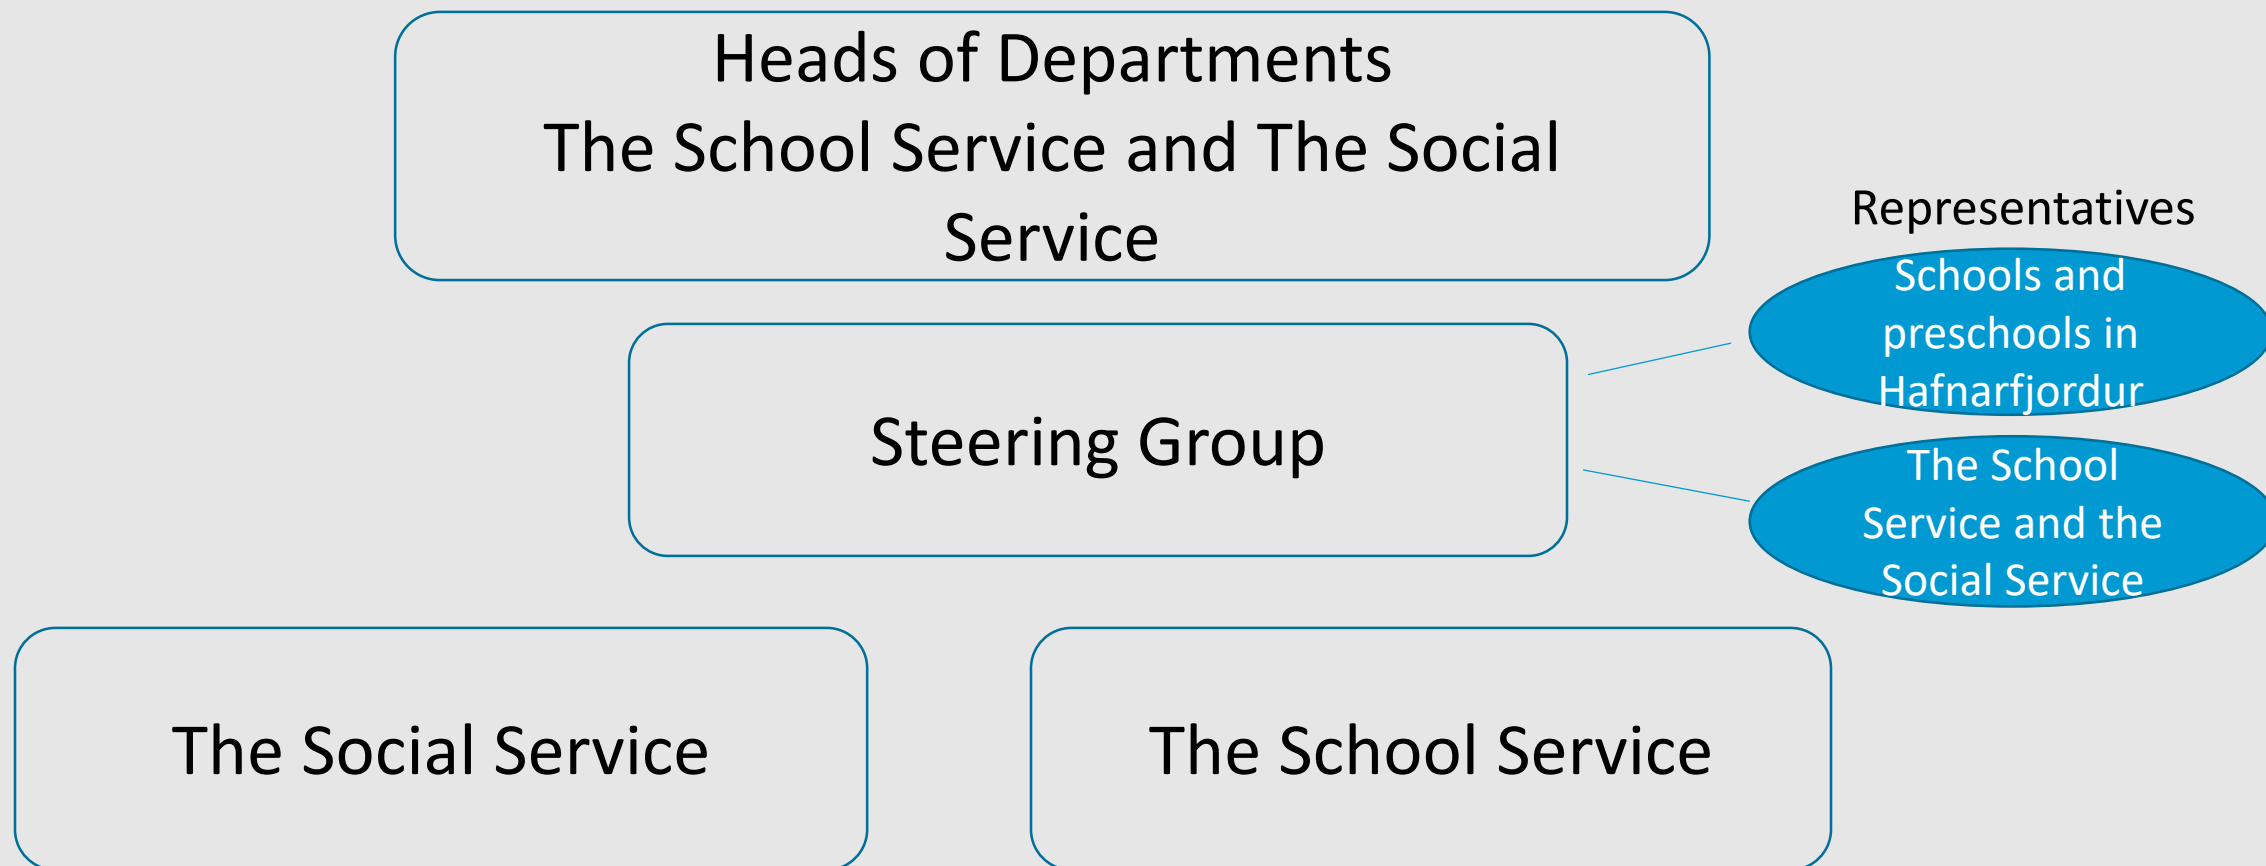 Heads of Departments
The School Service and The Social
Service
Representatives
Schools and
preschools in
Hafnarfjordur
Steering Group
The School
Service and the
Social Service
The Social Service
The School Service